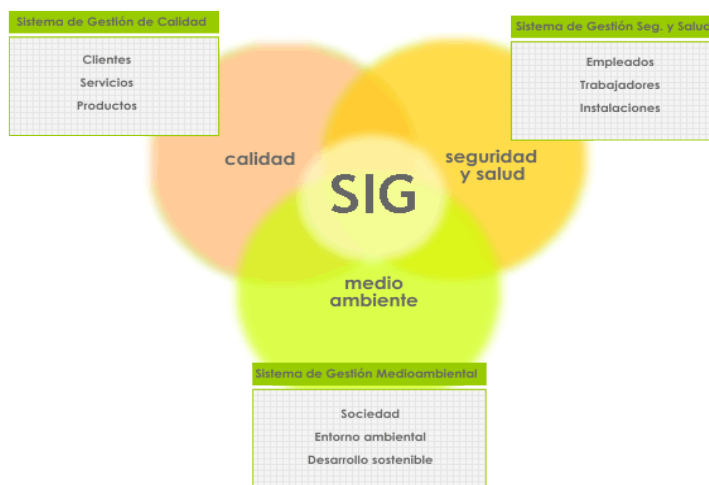 Sistema de Gestión de Calidad
Clientes
Servicios
Productos
Sistema de Gestión Seg. y Salud
Empleados
Trabajadores
Instalaciones
calidad
seguridad
y salud
SIG
medio
ambiente
Sistema de Gestión Medioambiental
Sociedad
Entorno ambiental
Desarrollo sostenible